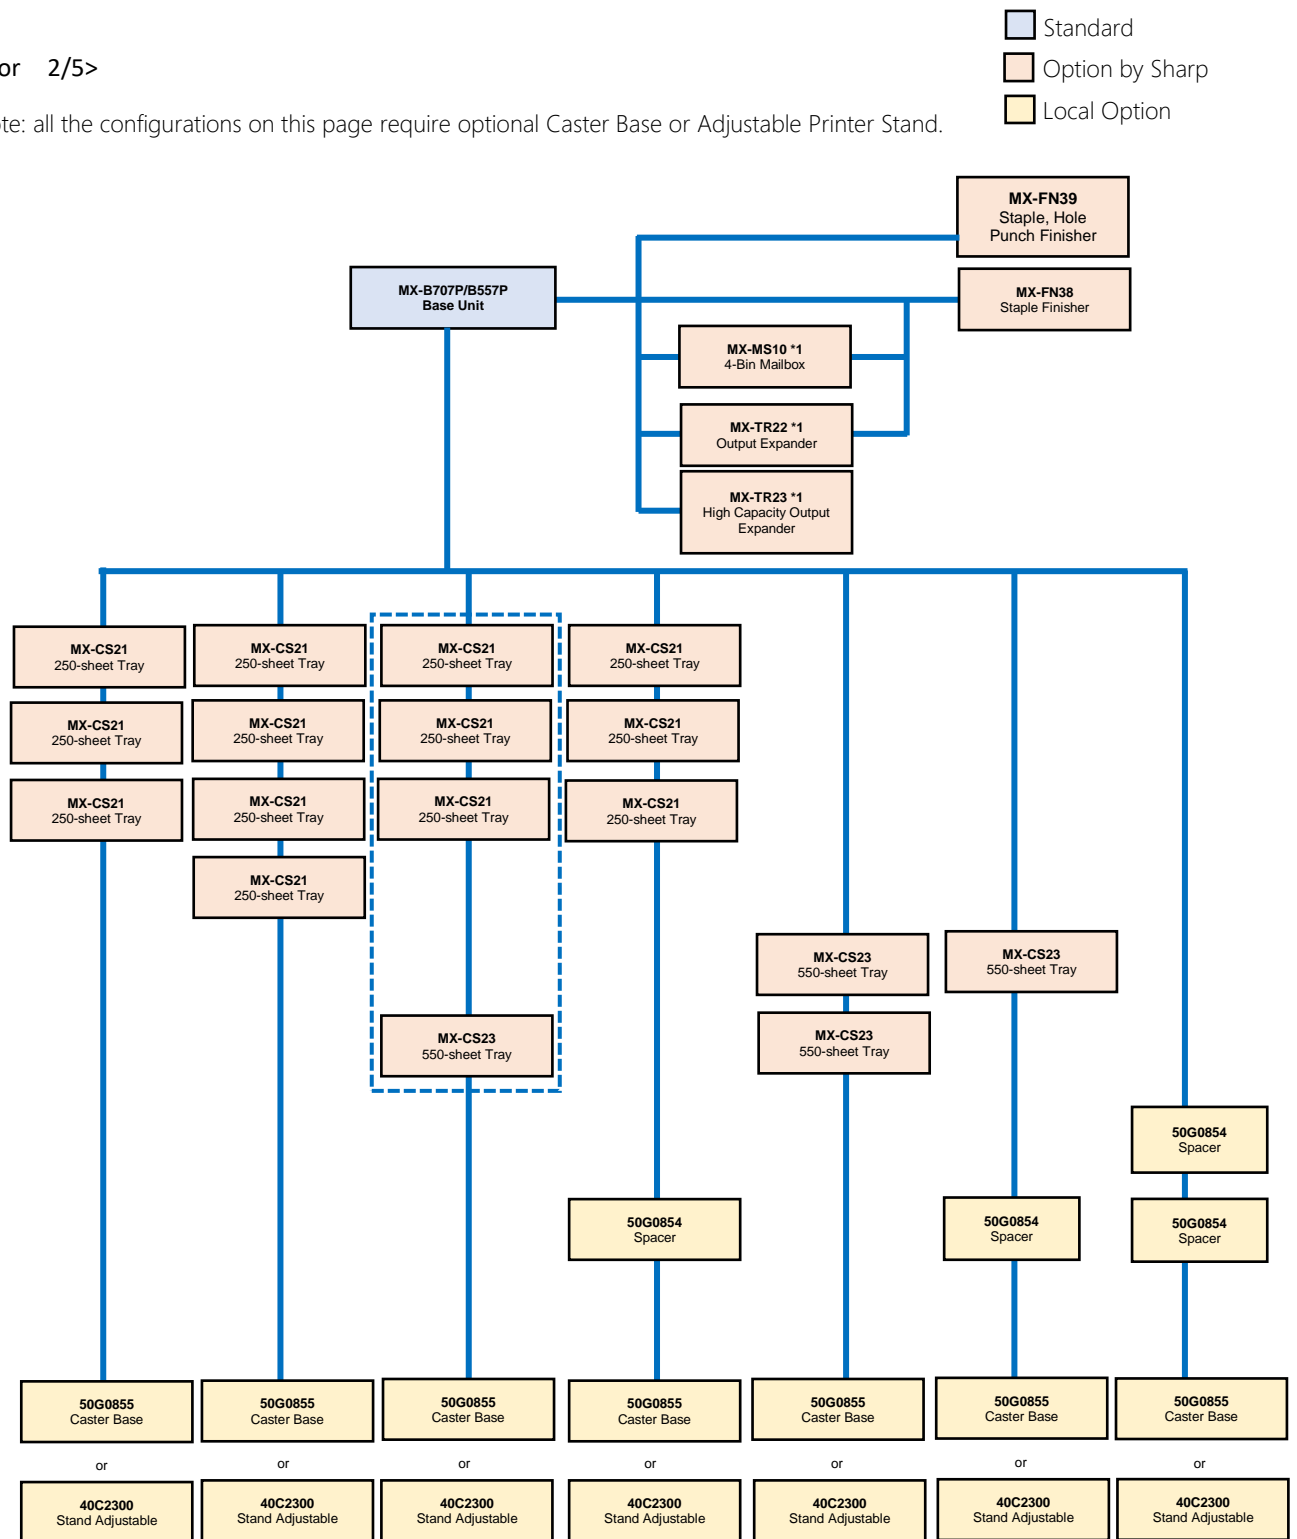 Standard
or 2/5>
Option by Sharp
te: all the configurations on this page require optional Caster Base or Adjustable Printer Stand.
Local Option
MX-FN39
Staple, Hole
Punch Finisher
MX-B707P/B557P
Base Unit
MX-FN38
Staple Finisher
MX-MS10 *1
4-Bin Mailbox
MX-TR22 *1
Output Expander
MX-TR23 *1
High Capacity Output
Expander
MX-CS21
250-sheet Tray
MX-CS21
250-sheet Tray
MX-CS21
250-sheet Tray
MX-CS21
250-sheet Tray
MX-CS21
250-sheet Tray
MX-CS21
250-sheet Tray
MX-CS21
250-sheet Tray
MX-CS21
250-sheet Tray
MX-CS21
250-sheet Tray
MX-CS21
250-sheet Tray
MX-CS21
250-sheet Tray
MX-CS21
250-sheet Tray
MX-CS21
250-sheet Tray
MX-CS23
550-sheet Tray
MX-CS23
550-sheet Tray
MX-CS23
550-sheet Tray
MX-CS23
550-sheet Tray
50G0854
Spacer
50G0854
Spacer
50G0854
Spacer
50G0854
Spacer
50G0855
Caster Base
50G0855
Caster Base
50G0855
Caster Base
50G0855
Caster Base
50G0855
Caster Base
50G0855
Caster Base
50G0855
Caster Base
or
or
or
or
or
or
or
40C2300
Stand Adjustable
40C2300
Stand Adjustable
40C2300
Stand Adjustable
40C2300
Stand Adjustable
40C2300
Stand Adjustable
40C2300
Stand Adjustable
40C2300
Stand Adjustable